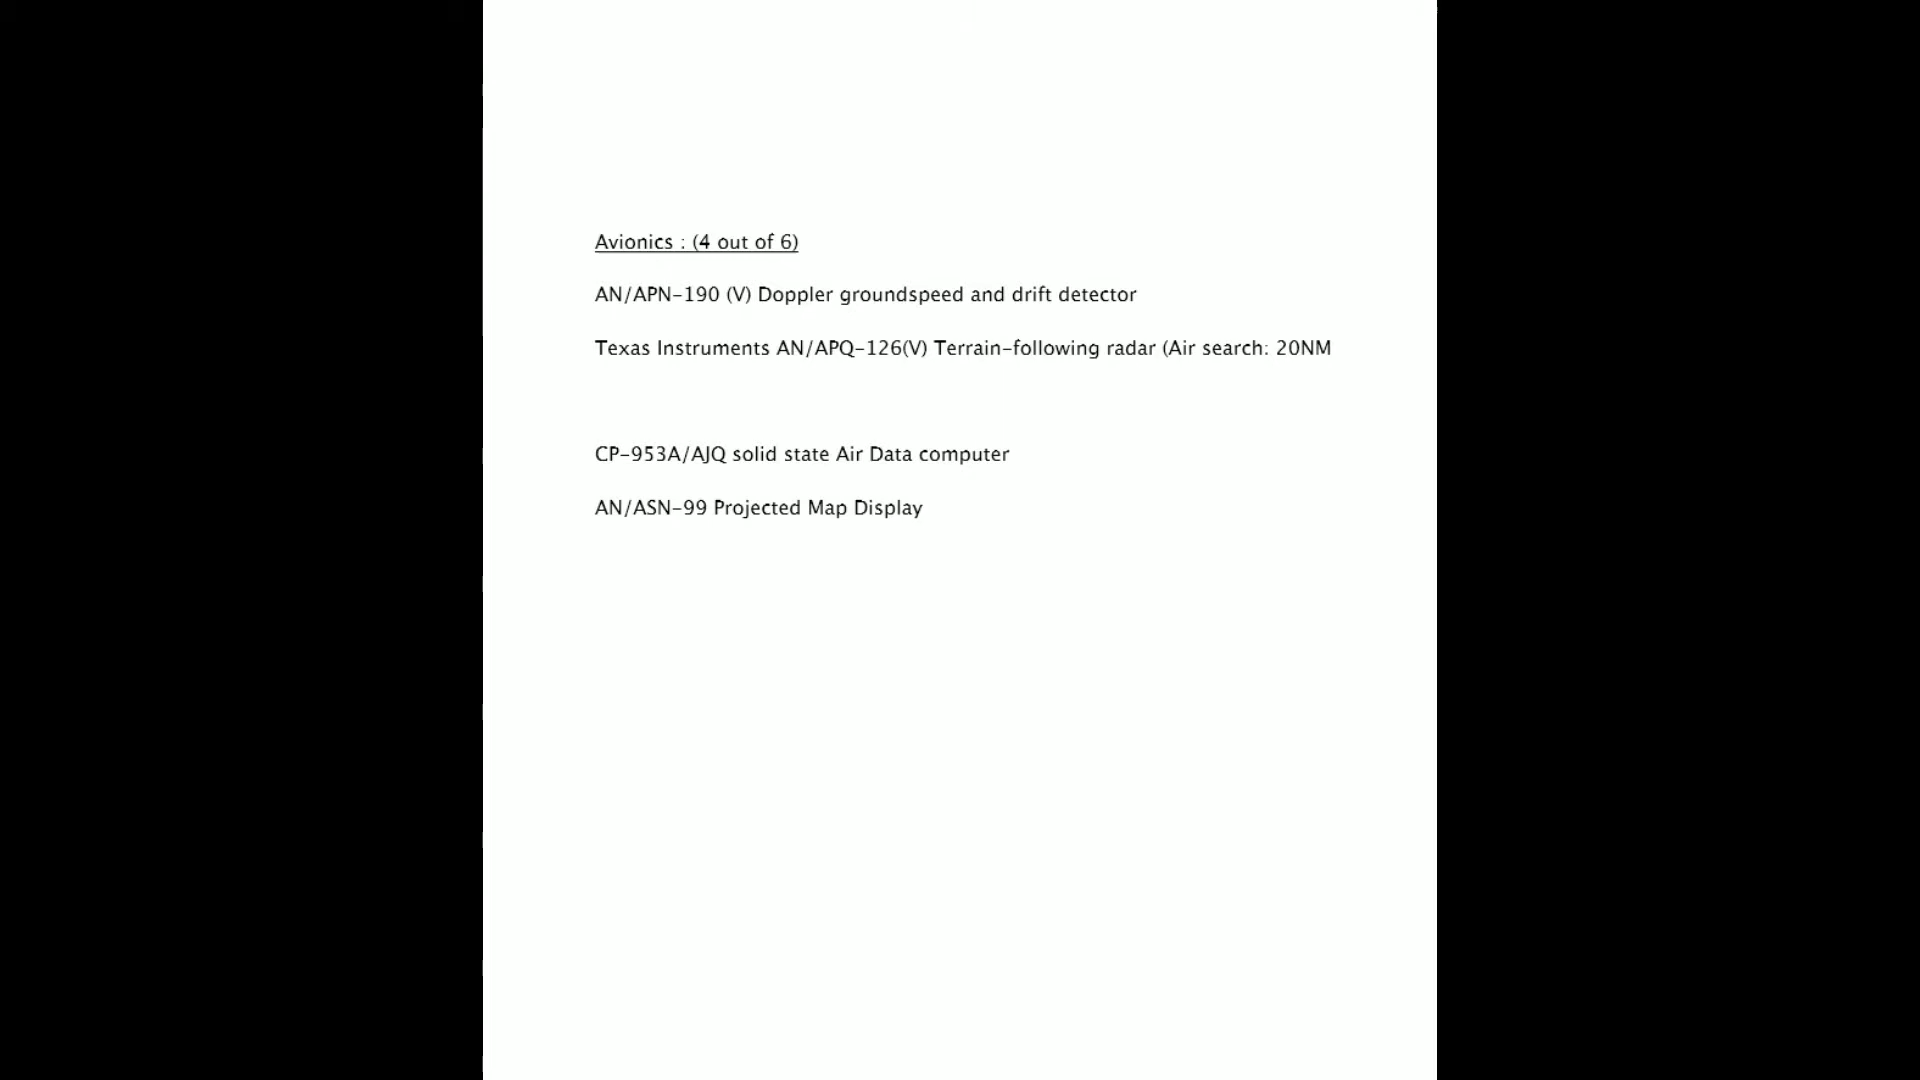 Avionics : (4 out of 6)
AN/APN-190 (V) Doppler groundspeed and drift detector
Texas Instruments AN/APQ-126(V) Terrain-following radar (Air search: 20NM
CP-953A/AJQ solid state Air Data computer
AN/ASN-99 Projected Map Display